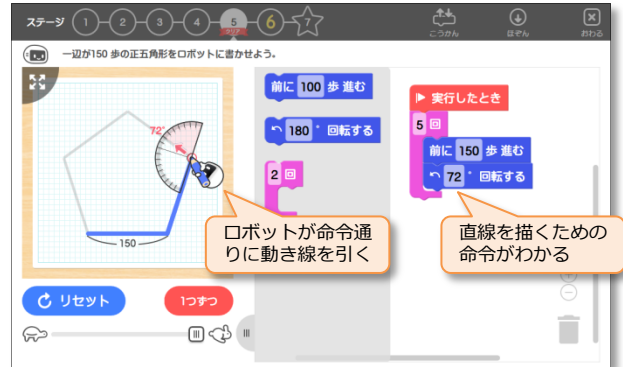 ステージ 1 2 3 4 5 6 7
クリア
こうかん ほぞん おわる
一辺が150 歩の正五角形をロボットに書かせよう。
72°
150
前に 100 歩 進む
180 ° 回転する
2 回
実行したとき
5 回
前に 150 歩 進む
72 ° 回転する
ロボットが命令通
りに動き線を引く
直線を描くための
命令がわかる
リセット
1つずつ